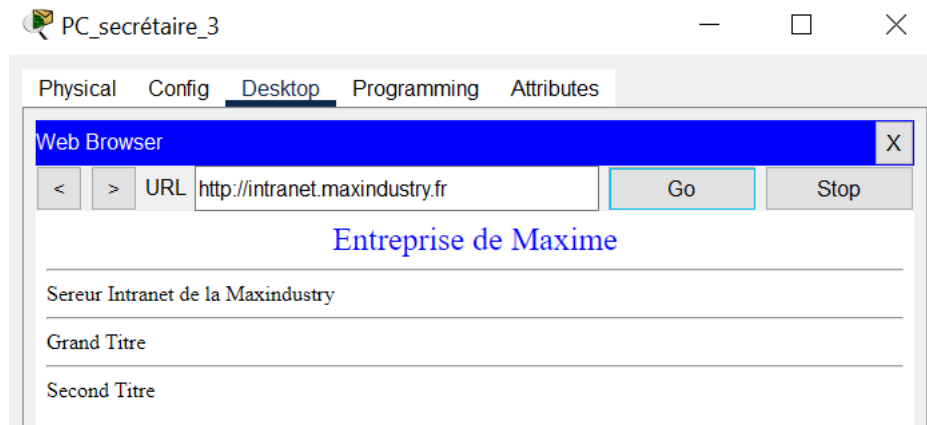 PC_secrétaire_3
Physical Config Desktop Programming Attributes
Web Browser X
< > URL http://intranet.maxindustry.fr Go Stop
Entreprise de Maxime
Sereur Intranet de la Maxindustry
Grand Titre
Second Titre